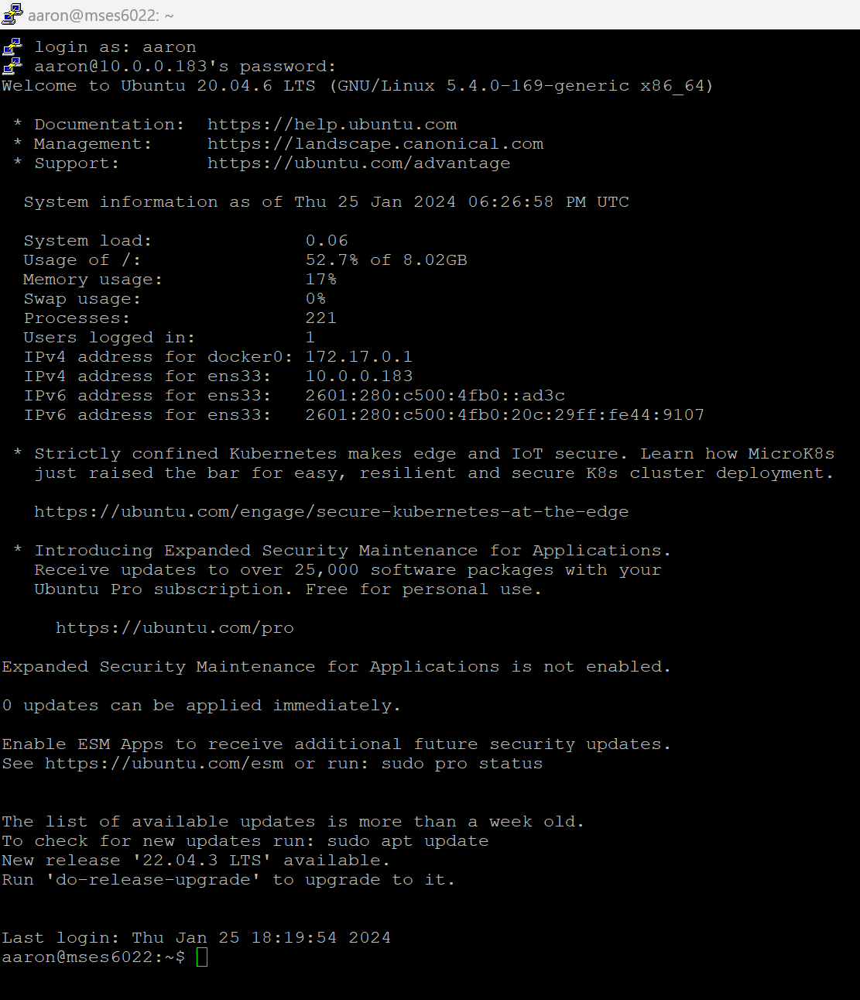 aaron@mses6022: ~
login as: aaron
aaron@10.0.0.183's password:
Welcome to Ubuntu 20.04.6 LTS (GNU/Linux 5.4.0-169-generic x86_64)
* Documentation:  https://help.ubuntu.com
* Management:     https://landscape.canonical.com
* Support:        https://ubuntu.com/advantage
System information as of Thu 25 Jan 2024 06:26:58 PM UTC
System load:              0.06
Usage of /:               52.7% of 8.02GB
Memory usage:             17%
Swap usage:               0%
Processes:                221
Users logged in:          1
IPv4 address for docker0: 172.17.0.1
IPv4 address for ens33:   10.0.0.183
IPv6 address for ens33:   2601:280:c500:4fb0::ad3c
IPv6 address for ens33:   2601:280:c500:4fb0:20c:29ff:fe44:9107
* Strictly confined Kubernetes makes edge and IoT secure. Learn how MicroK8s
just raised the bar for easy, resilient and secure K8s cluster deployment.
https://ubuntu.com/engage/secure-kubernetes-at-the-edge
* Introducing Expanded Security Maintenance for Applications.
Receive updates to over 25,000 software packages with your
Ubuntu Pro subscription. Free for personal use.
https://ubuntu.com/pro
Expanded Security Maintenance for Applications is not enabled.
0 updates can be applied immediately.
Enable ESM Apps to receive additional future security updates.
See https://ubuntu.com/esm or run: sudo pro status
The list of available updates is more than a week old.
To check for new updates run: sudo apt update
New release '22.04.3 LTS' available.
Run 'do-release-upgrade' to upgrade to it.
Last login: Thu Jan 25 18:19:54 2024
aaron@mses6022:~$